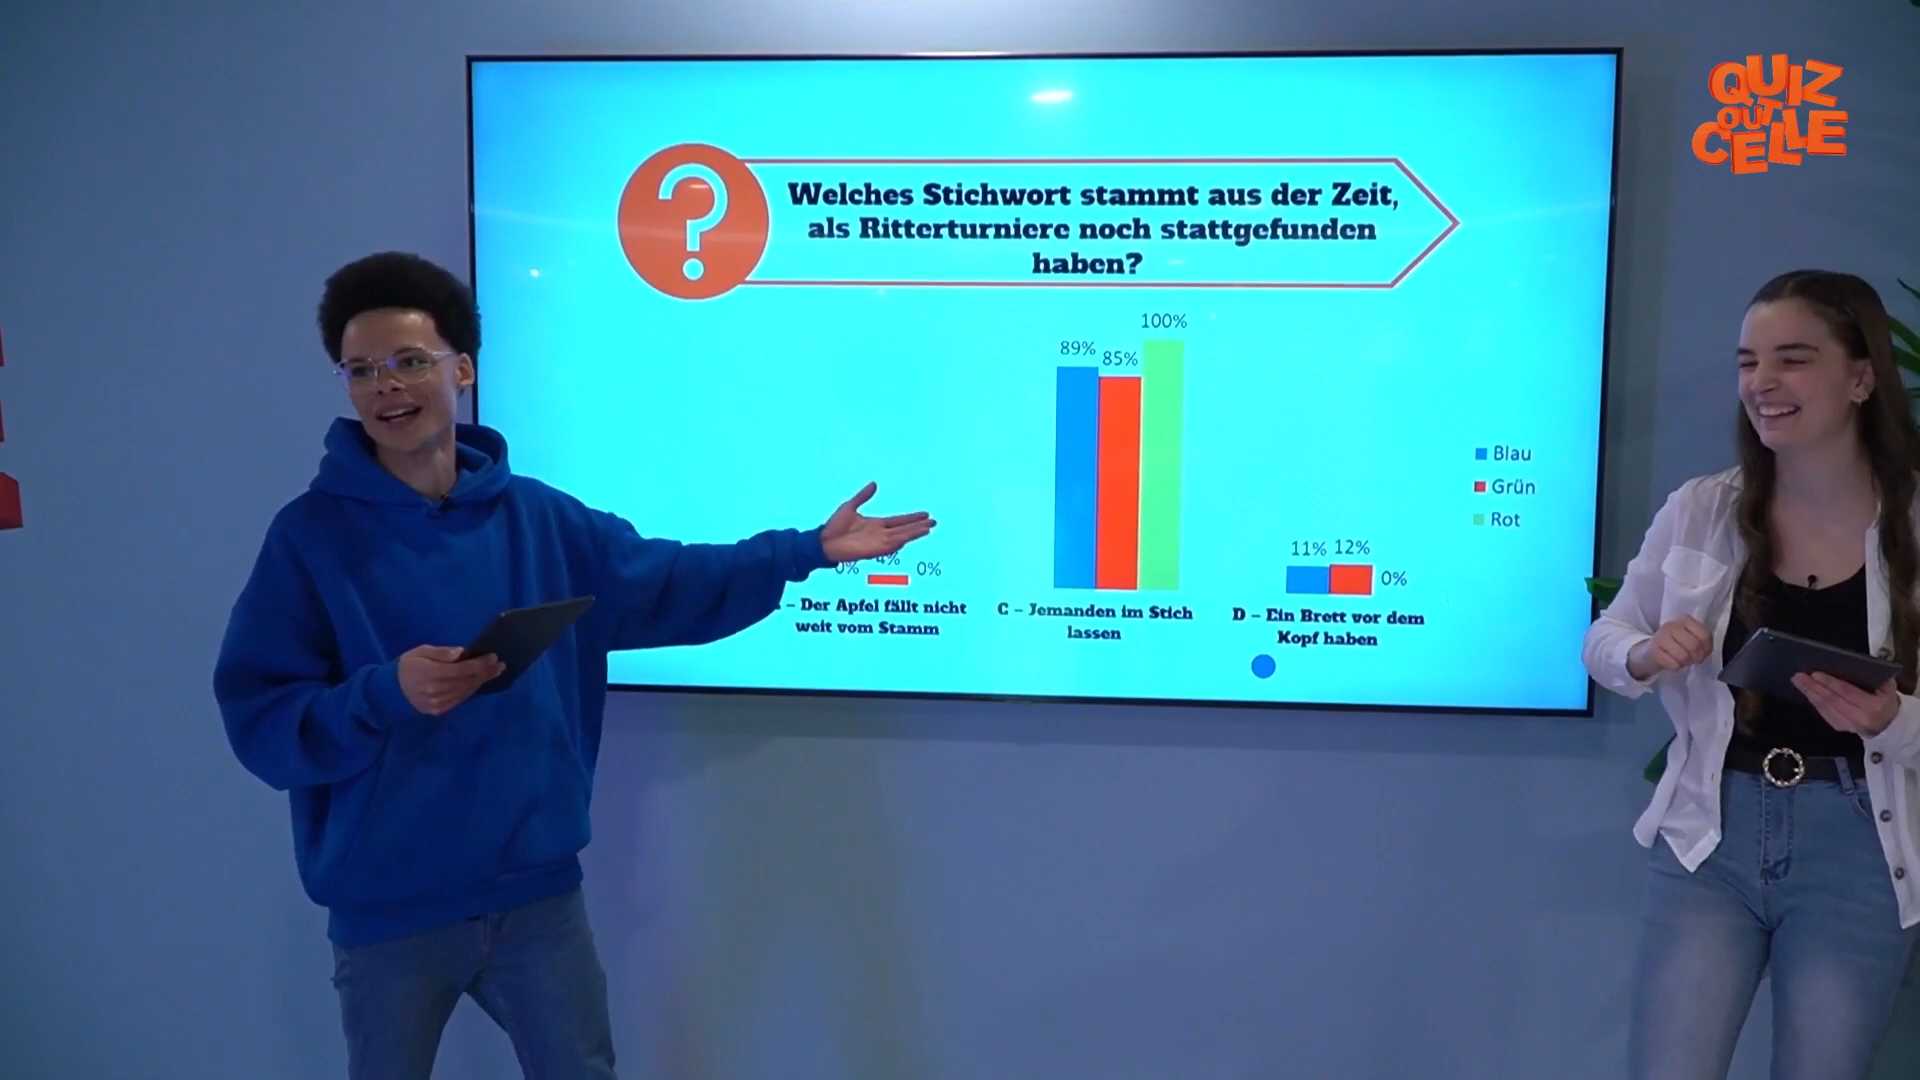 QUIZ
OUT
CELLE
Welches Stichwort stammt aus der Zeit,
als Ritterturniere noch stattgefunden
haben?
100%
89%
85%
Blau
Grün
Rot
0%
4%
0%
11%
12%
0%
– Der Apfel fällt nicht
weit vom Stamm
C – Jemanden im Stich
lassen
D – Ein Brett vor dem
Kopf haben